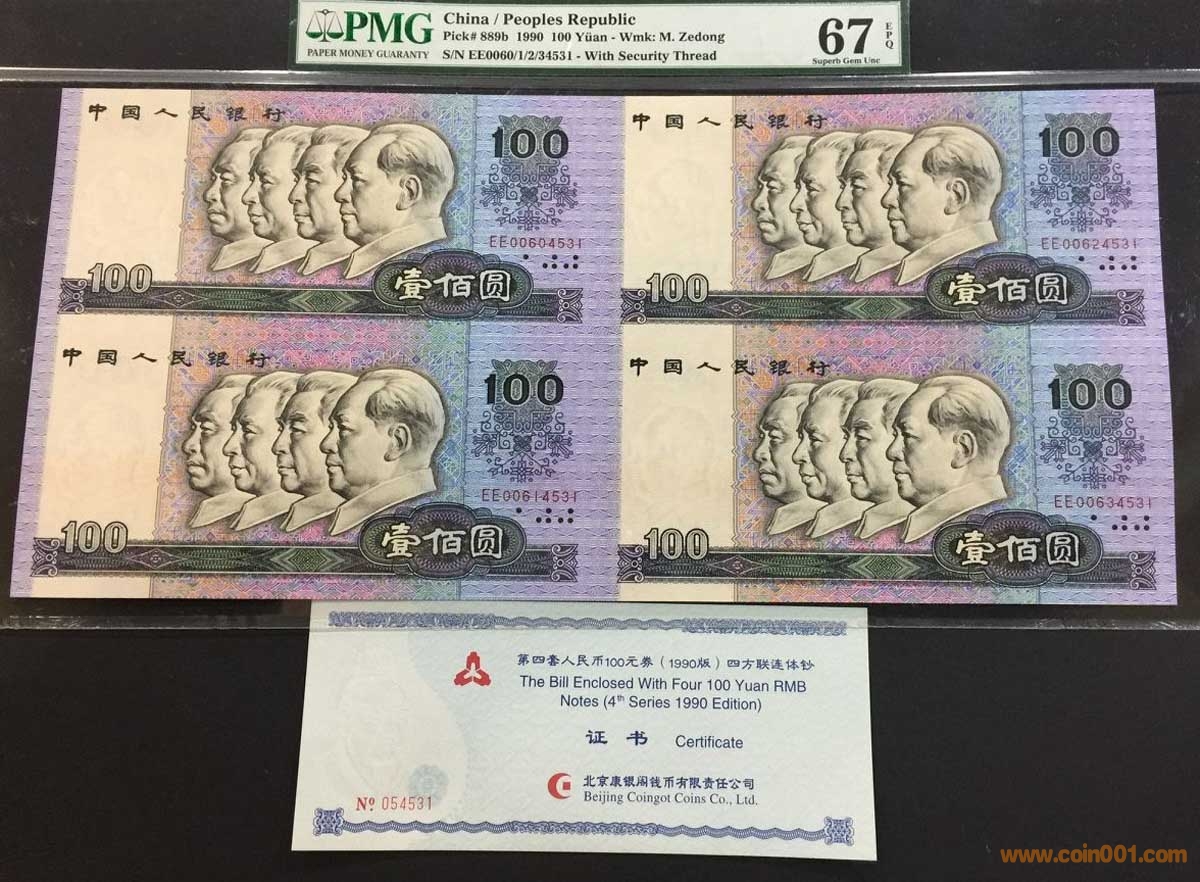 PMG
PAPER MONEY GUARANTY
China / Peoples Republic
Pick# 889b 1990 100 Yüan - Wmk: M. Zedong
S/N EE0060/1/2/34531 - With Security Thread
67 EPQ
Superb Gem Unc
中国人民银行
100
EE00604531
100
壹佰圆
中国人民银行
100
EE00624531
100
壹佰圆
中国人民银行
100
EE00614531
100
壹佰圆
中国人民银行
100
EE00634531
100
壹佰圆
第四套人民币100元券（1990版）四方联连体钞
The Bill Enclosed With Four 100 Yuan RMB
Notes (4th Series 1990 Edition)
证书 Certificate
北京康银阁钱币有限责任公司
Beijing Coingot Coins Co., Ltd.
Nº 054531
www.coin001.com